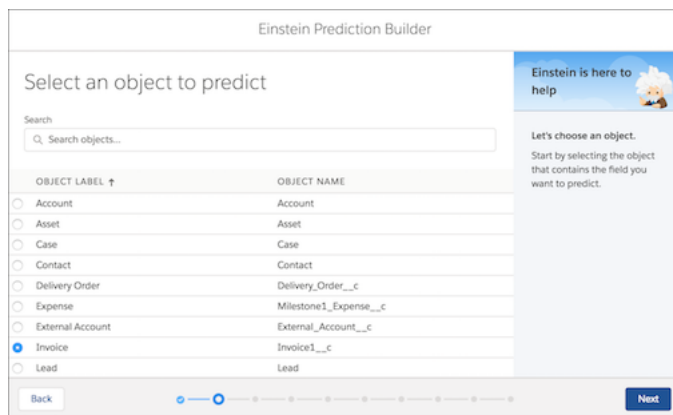 Einstein Prediction Builder
Select an object to predict
Search
Search objects...
OBJECT LABEL ↑ OBJECT NAME
Account Account
Asset Asset
Case Case
Contact Contact
Delivery Order Delivery_Order__c
Expense Milestone1_Expense__c
External Account External_Account__c
Invoice Invoice1__c
Lead Lead
Einstein is here to
help
Let's choose an object.
Start by selecting the object
that contains the field you
want to predict.
Back Next